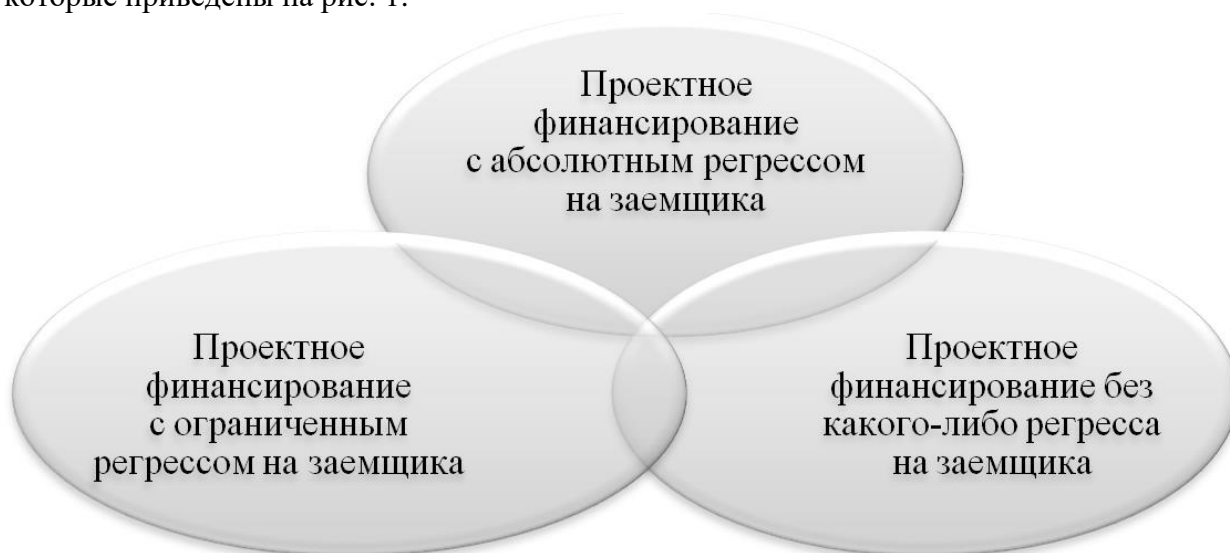 которые приведены на рис. 1.
Проектное
финансирование
с абсолютным регрессом
на заемщика
Проектное
финансирование
с ограниченным
регрессом на заемщика
Проектное
финансирование без
какого-либо регресса
на заемщика